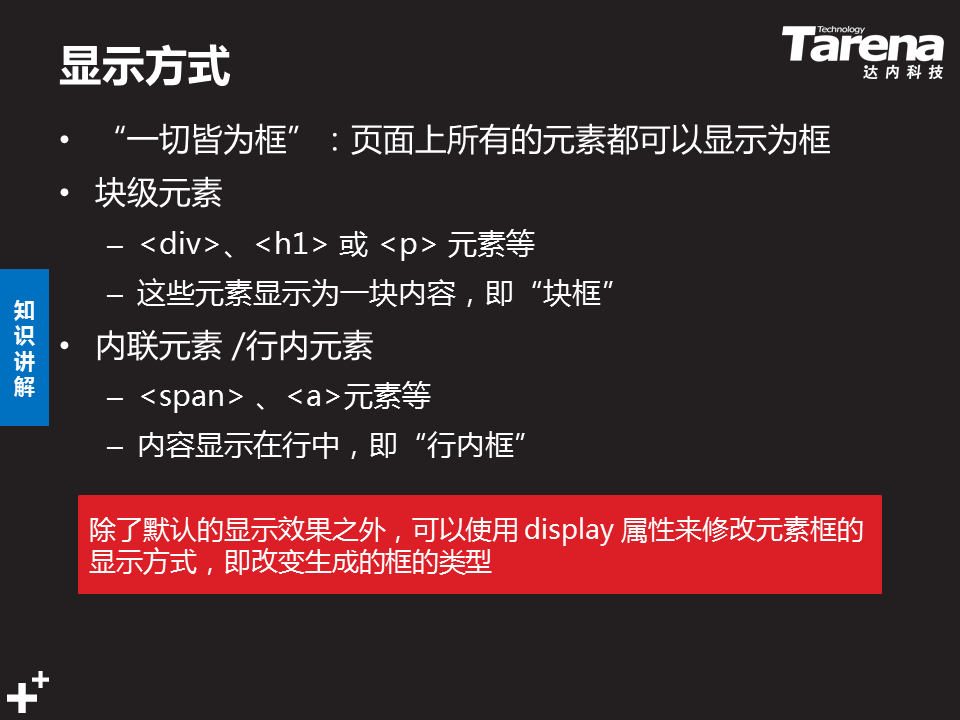 显示方式
Technology
Tarena
达内科技
• “一切皆为框”：页面上所有的元素都可以显示为框
• 块级元素
– <div>、<h1> 或 <p> 元素等
– 这些元素显示为一块内容，即“块框”
知识讲解
• 内联元素 /行内元素
– <span> 、<a>元素等
– 内容显示在行中，即“行内框”
除了默认的显示效果之外，可以使用 display 属性来修改元素框的
显示方式，即改变生成的框的类型